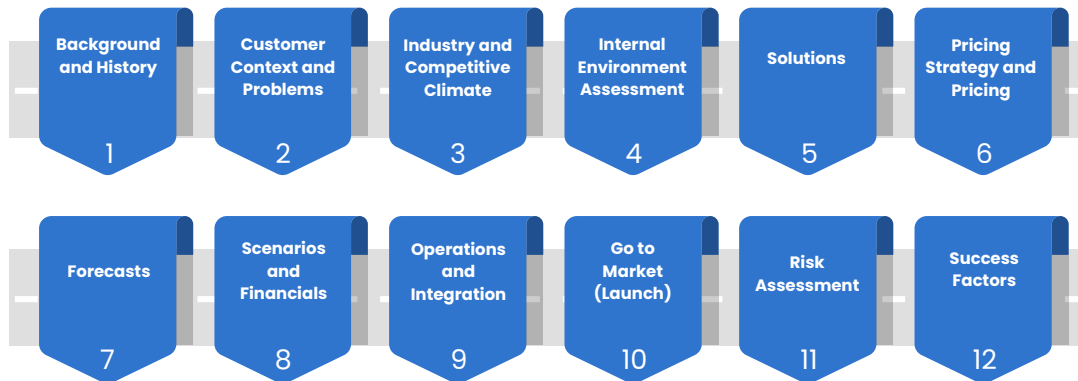 Background
and History
1
Customer
Context and
Problems
2
Industry and
Competitive
Climate
3
Internal
Environment
Assessment
4
Solutions
5
Pricing
Strategy and
Pricing
6
Forecasts
7
Scenarios
and
Financials
8
Operations
and
Integration
9
Go to
Market
(Launch)
10
Risk
Assessment
11
Success
Factors
12